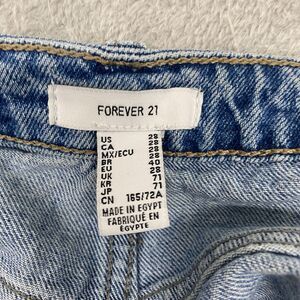 FOREVER 21
US 28
CA 28
MX/ECU 28
BR 40
EU 28
UK 71
KR 71
JP 71
CN 165/72A
MADE IN EGYPT
FABRIQUÉ EN
ÉGYPTE